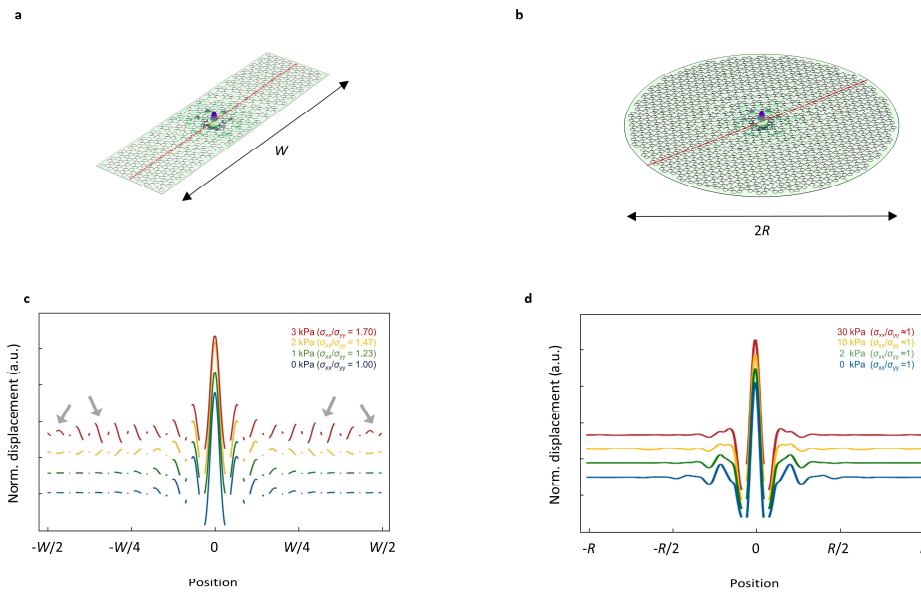 a
b
W
2R
c
d
3 kPa (σxx/σyy = 1.70)
2 kPa (σxx/σyy = 1.47)
1 kPa (σxx/σyy = 1.23)
0 kPa (σxx/σyy = 1.00)
Norm. displacement (a.u.)
-W/2
-W/4
0
W/4
W/2
Position
30 kPa (σxx/σyy ≈1)
10 kPa (σxx/σyy ≈1)
2 kPa (σxx/σyy ≈1)
0 kPa (σxx/σyy =1)
Norm. displacement (a.u.)
-R
-R/2
0
R/2
Position